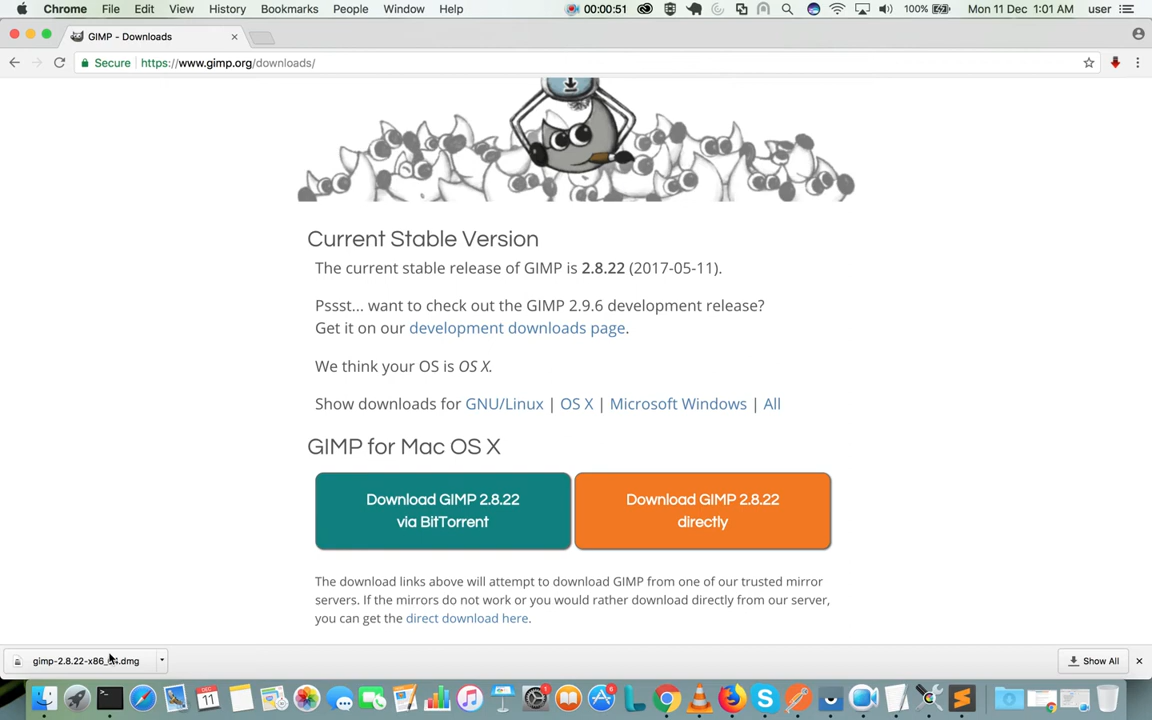 Chrome File Edit View History Bookmarks People Window Help 00:00:51 100% Mon 11 Dec 1:01 AM user
GIMP - Downloads
Secure https://www.gimp.org/downloads/
Current Stable Version
The current stable release of GIMP is 2.8.22 (2017-05-11).
Pssst... want to check out the GIMP 2.9.6 development release?
Get it on our development downloads page.
We think your OS is OS X.
Show downloads for GNU/Linux | OS X | Microsoft Windows | All
GIMP for Mac OS X
Download GIMP 2.8.22
via BitTorrent
Download GIMP 2.8.22
directly
The download links above will attempt to download GIMP from one of our trusted mirror
servers. If the mirrors do not work or you would rather download directly from our server,
you can get the direct download here.
gimp-2.8.22-x86_64.dmg
Show All